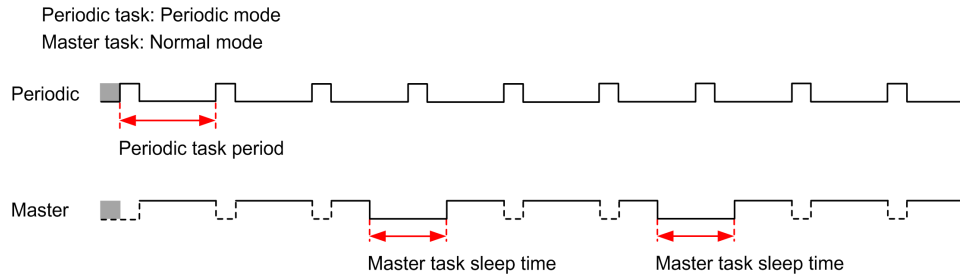 Periodic task: Periodic mode
Master task: Normal mode
Periodic
Periodic task period
Master
Master task sleep time
Master task sleep time